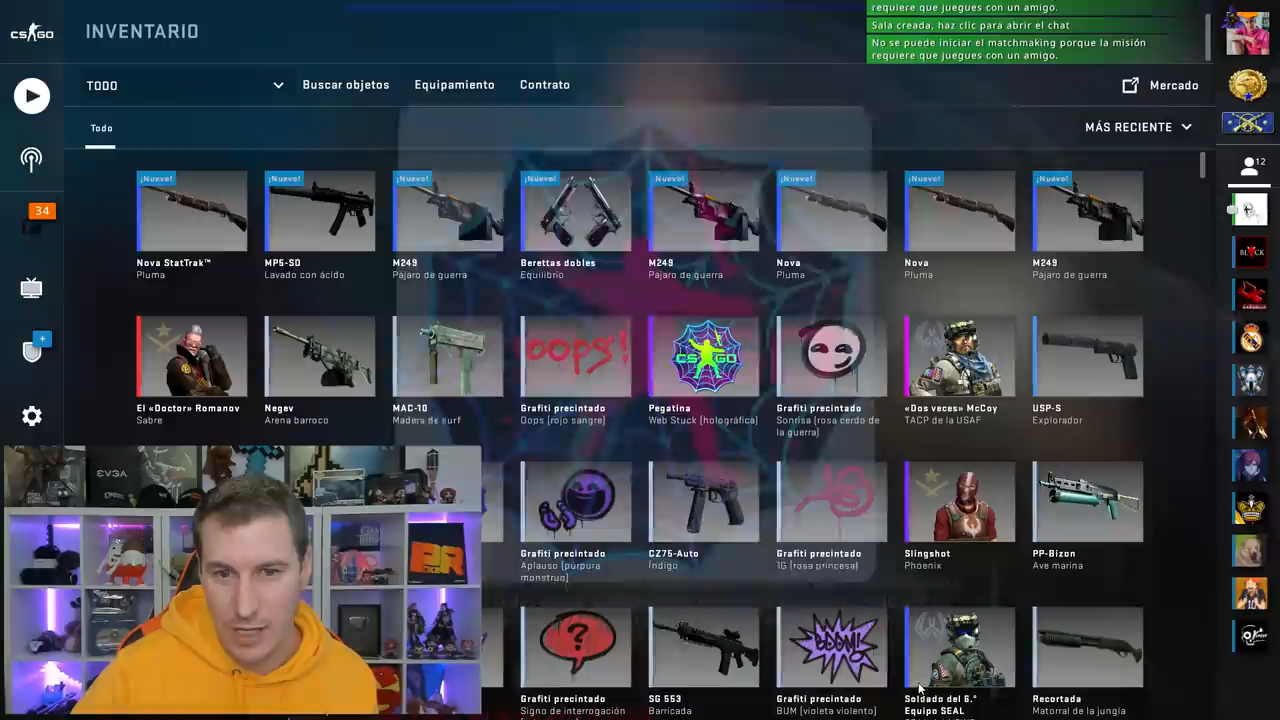 CS:GO
INVENTARIO
requiere que juegues con un amigo.
Sala creada, haz clic para abrir el chat
No se puede iniciar el matchmaking porque la misión
requiere que juegues con un amigo.
TODO
Buscar objetos
Equipamiento
Contrato
Mercado
Todo
MÁS RECIENTE
12
34
+
¡Nuevo!
¡Nuevo!
¡Nuevo!
¡Nuevo!
¡Nuevo!
¡Nuevo!
¡Nuevo!
¡Nuevo!
Nova StatTrak™
Pluma
MP5-SD
Lavado con ácido
M249
Pájaro de guerra
Berettas dobles
Equilibrio
M249
Pájaro de guerra
Nova
Pluma
Nova
Pluma
M249
Pájaro de guerra
OOPS!
CS GO
El «Doctor» Romanov
Sabre
Negev
Arena barroco
MAC-10
Madera de surf
Grafiti precintado
Oops (rojo sangre)
Pegatina
Web Stuck (holográfica)
Grafiti precintado
Sonrisa (rosa cerdo de
la guerra)
«Dos veces» McCoy
TACP de la USAF
USP-S
Explorador
EVGA
Grafiti precintado
Aplauso (púrpura
monstruo)
CZ75-Auto
Índigo
Grafiti precintado
1G (rosa princesa)
Slingshot
Phoenix
PP-Bizon
Ave marina
?
BOOM!
Grafiti precintado
Signo de interrogación
SG 553
Barricada
Grafiti precintado
BUM (violeta violento)
Soldado del 6.º
Equipo SEAL
Recortada
Matorral de la jungla